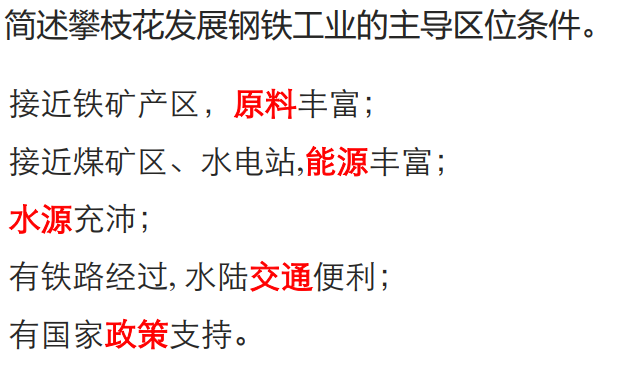 简述攀枝花发展钢铁工业的主导区位条件。
接近铁矿产区，原料丰富；
接近煤矿区、水电站,能源丰富；
水源充沛；
有铁路经过, 水陆交通便利；
有国家政策支持。